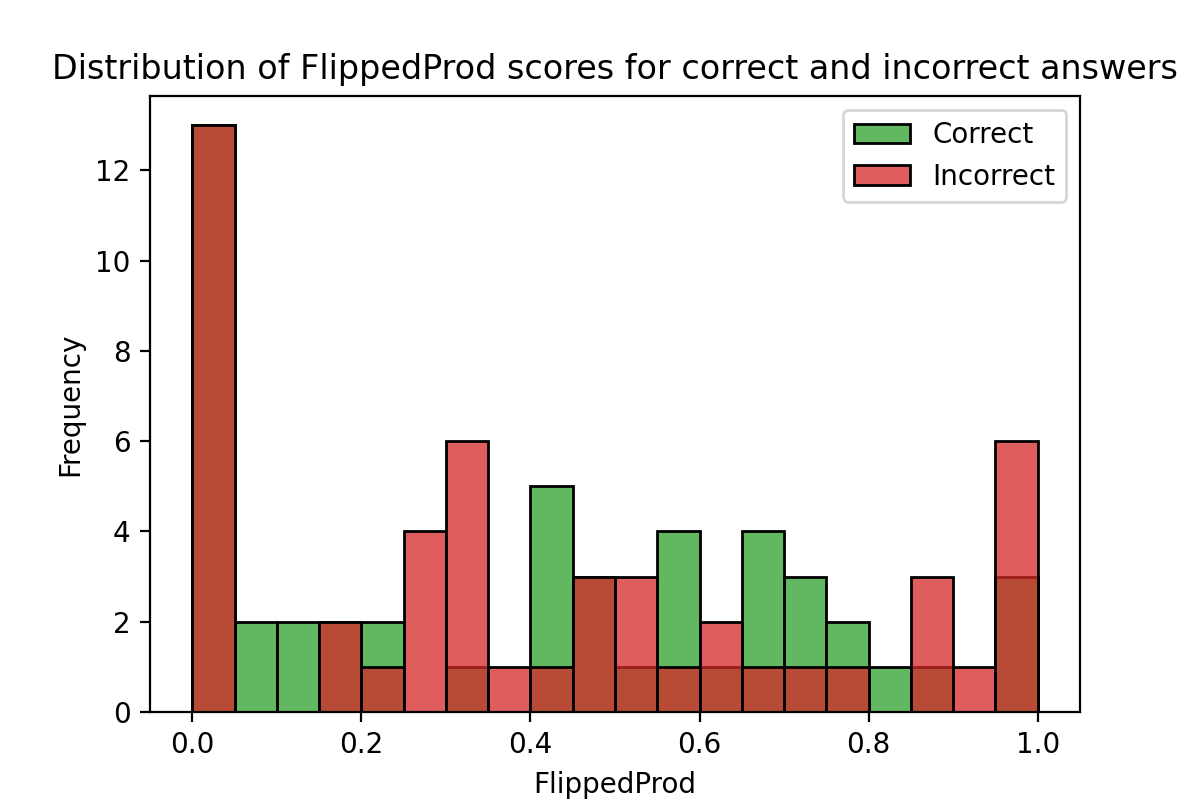 Distribution of FlippedProd scores for correct and incorrect answers
Correct
Incorrect
12
10
8
6
4
2
0
Frequency
0.0 0.2 0.4 0.6 0.8 1.0
FlippedProd